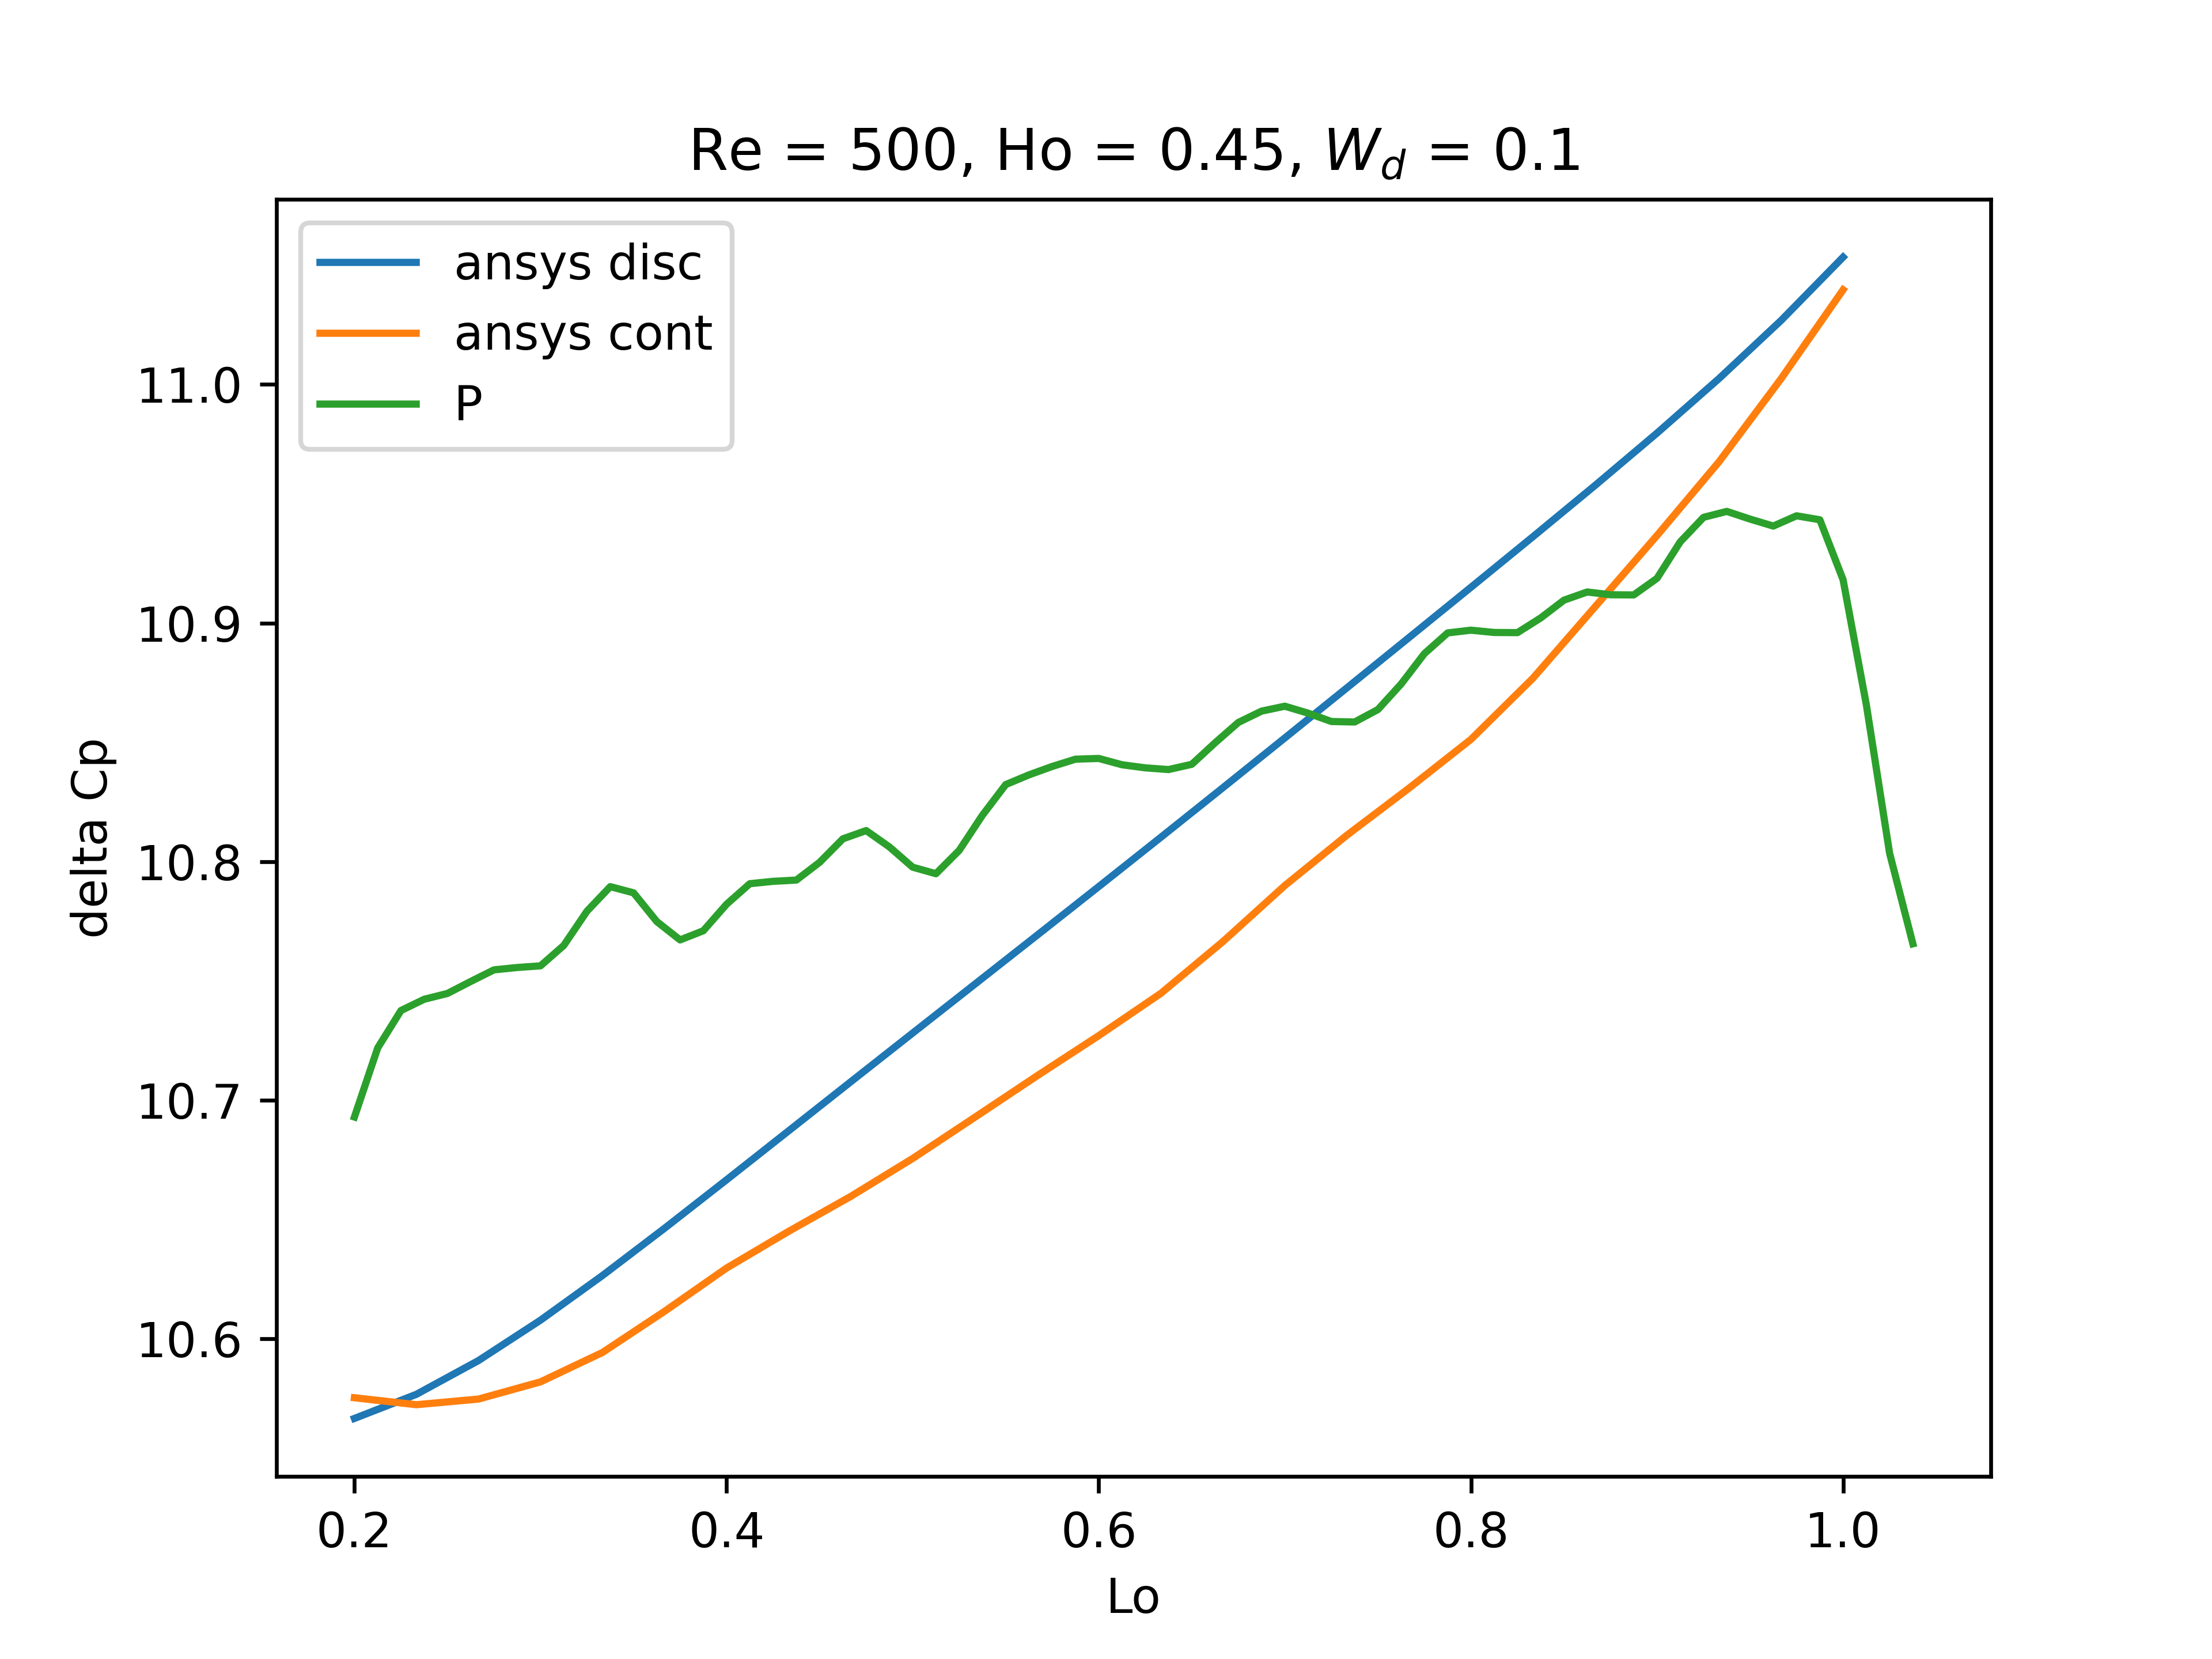 Re = 500, Ho = 0.45, W_d = 0.1
ansys disc
ansys cont
P
11.0
10.9
10.8
10.7
10.6
delta Cp
0.2 0.4 0.6 0.8 1.0
Lo